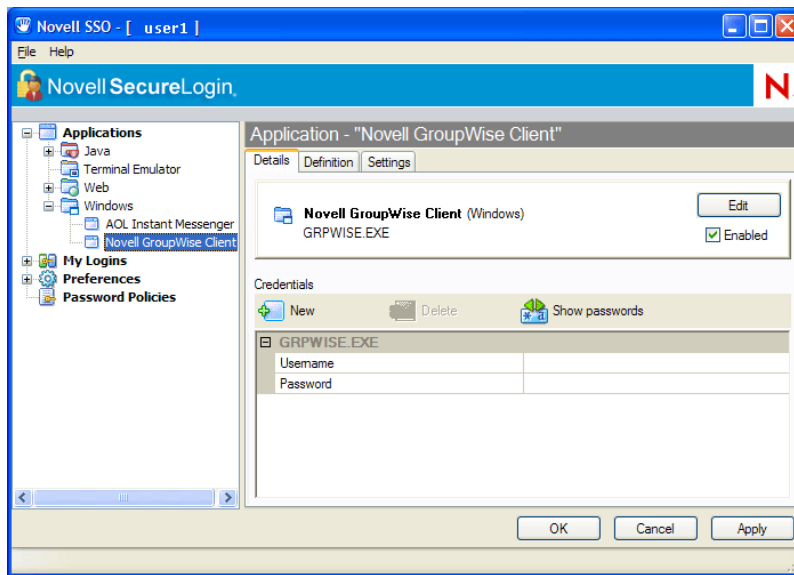 Novell SSO - [ user1 ]
File Help
Novell SecureLogin
N
Applications
Java
Terminal Emulator
Web
Windows
AOL Instant Messenger
Novell GroupWise Client
My Logins
Preferences
Password Policies
Application - "Novell GroupWise Client"
Details Definition Settings
Novell GroupWise Client (Windows)
GRPWISE.EXE
Edit
Enabled
Credentials
New Delete Show passwords
GRPWISE.EXE
Username
Password
OK Cancel Apply